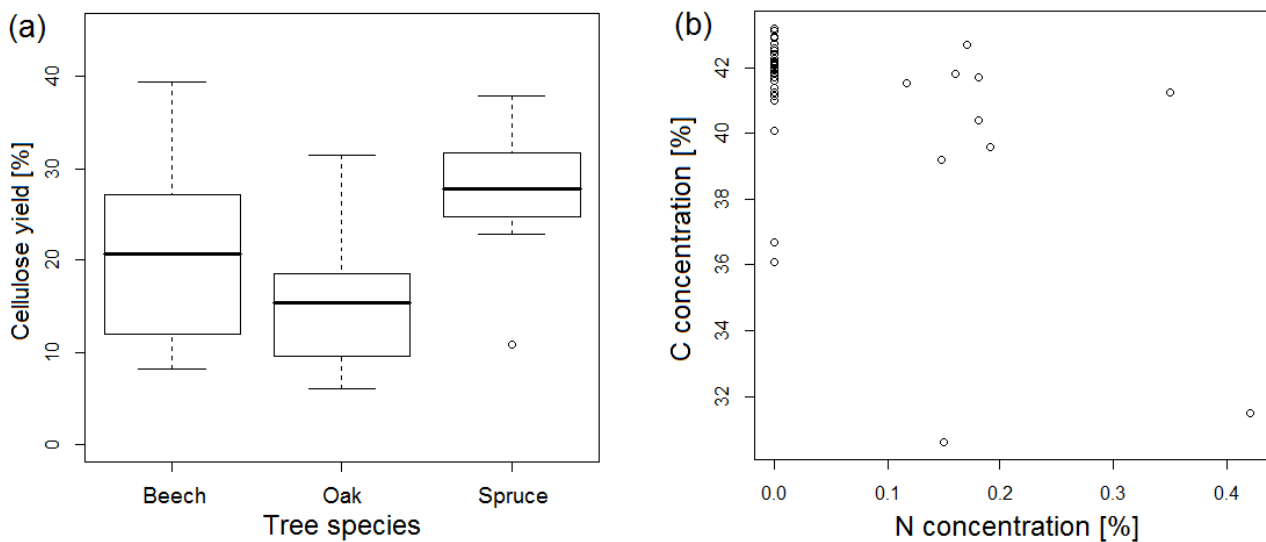 (a)
Cellulose yield [%]
40
30
20
10
0
Beech Oak Spruce
Tree species
(b)
C concentration [%]
42
40
38
36
34
32
0.0 0.1 0.2 0.3 0.4
N concentration [%]